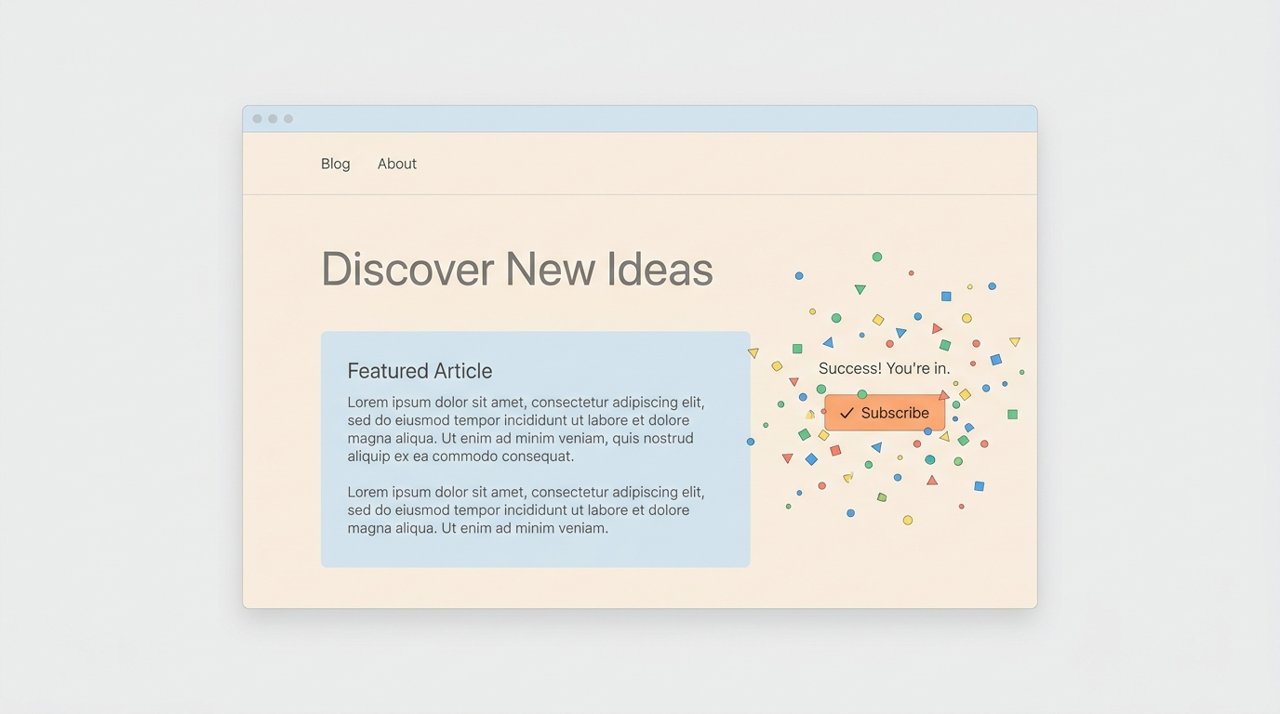 Blog About
Discover New Ideas
Featured Article
Lorem ipsum dolor sit amet, consectetur adipiscing elit,
sed do eiusmod tempor incididunt ut labore et dolore
magna aliqua. Ut enim ad minim veniam, quis nostrud
aliquip ex ea commodo consequat.
Lorem ipsum dolor sit amet, consectetur adipiscing elit,
sed do eiusmod tempor incididunt ut labore et dolore
magna aliqua. Ut enim ad minim veniam.
Success! You're in.
Subscribe